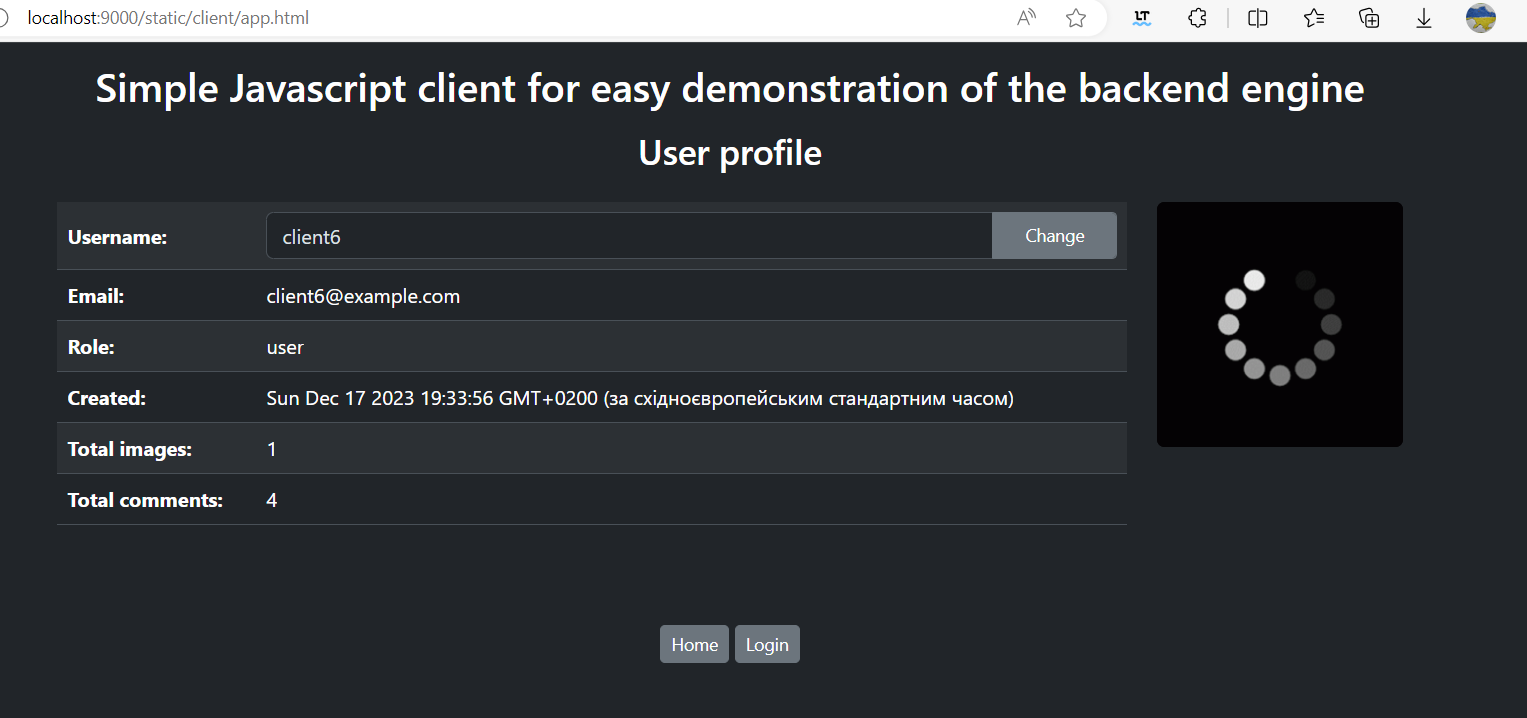 localhost:9000/static/client/app.html
A
LT
Simple Javascript client for easy demonstration of the backend engine
User profile
Username: client6 Change
Email: client6@example.com
Role: user
Created: Sun Dec 17 2023 19:33:56 GMT+0200 (за східноєвропейським стандартним часом)
Total images: 1
Total comments: 4
Home Login